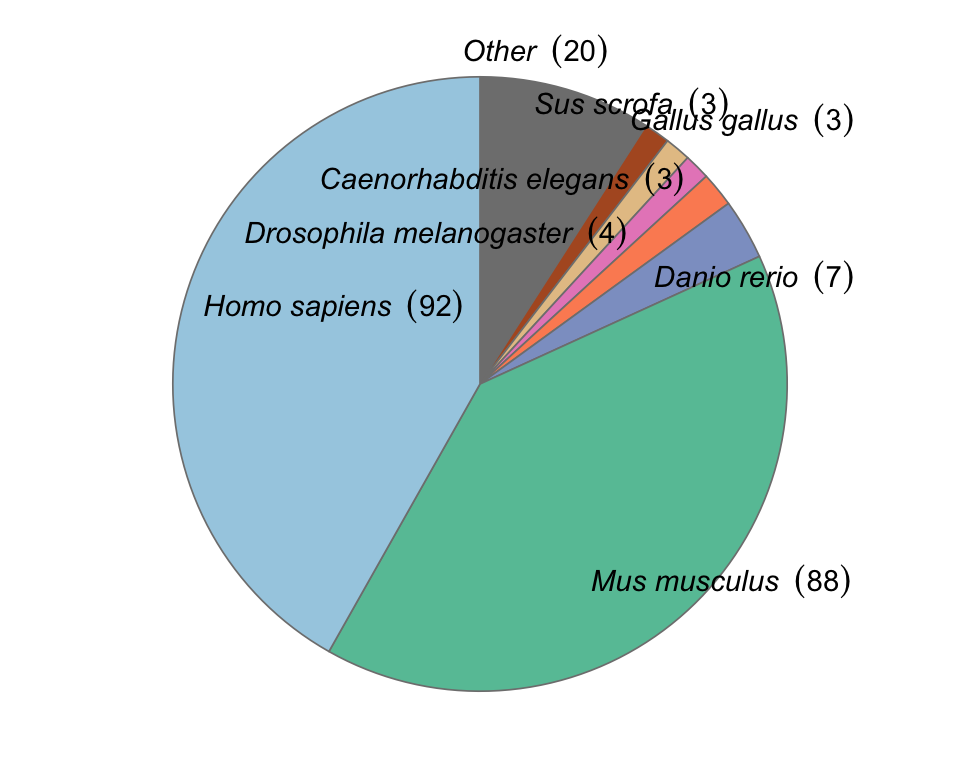 Other (20)
Sus scrofa (3)
Gallus gallus (3)
Caenorhabditis elegans (3)
Drosophila melanogaster (4)
Danio rerio (7)
Homo sapiens (92)
Mus musculus (88)